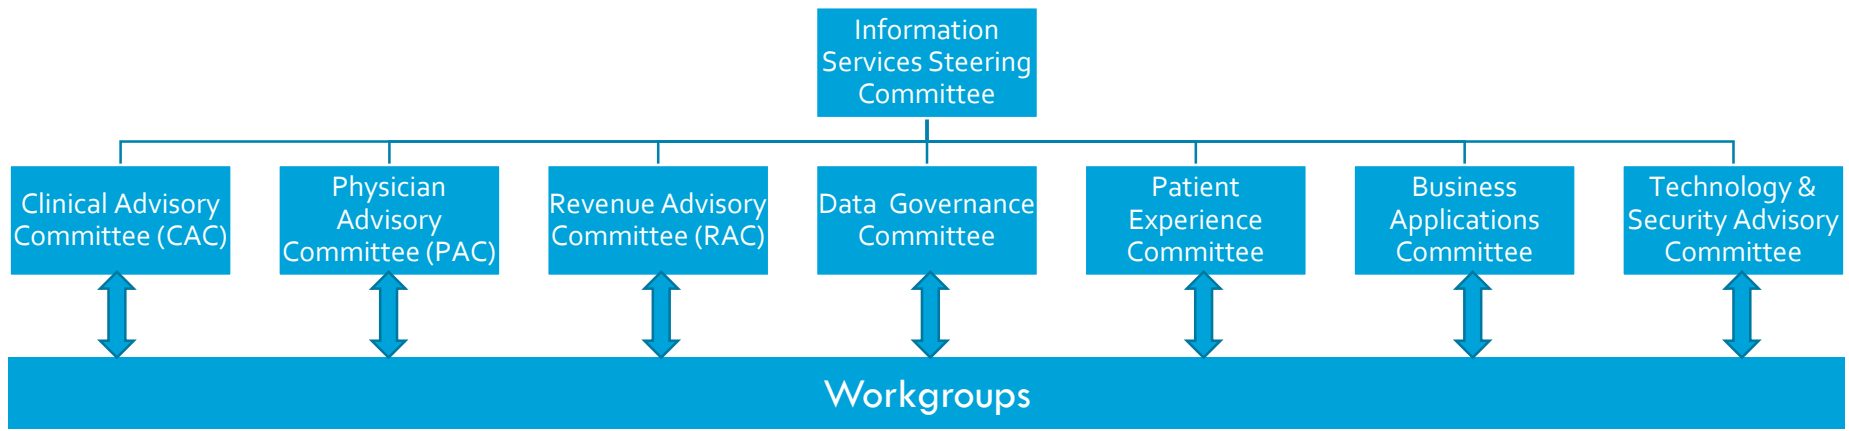 Information
Services Steering
Committee
Clinical Advisory
Committee (CAC)
Physician
Advisory
Committee (PAC)
Revenue Advisory
Committee (RAC)
Data Governance
Committee
Patient
Experience
Committee
Business
Applications
Committee
Technology &
Security Advisory
Committee
Workgroups